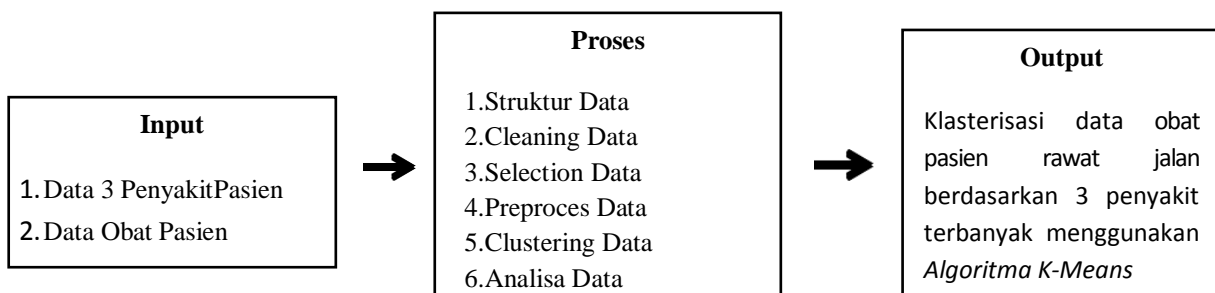 Input
1. Data 3 PenyakitPasien
2. Data Obat Pasien
Proses
1.Struktur Data
2.Cleaning Data
3.Selection Data
4.Preproces Data
5.Clustering Data
6.Analisa Data
Output
Klasterisasi data obat
pasien rawat jalan
berdasarkan 3 penyakit
terbanyak menggunakan
Algoritma K-Means